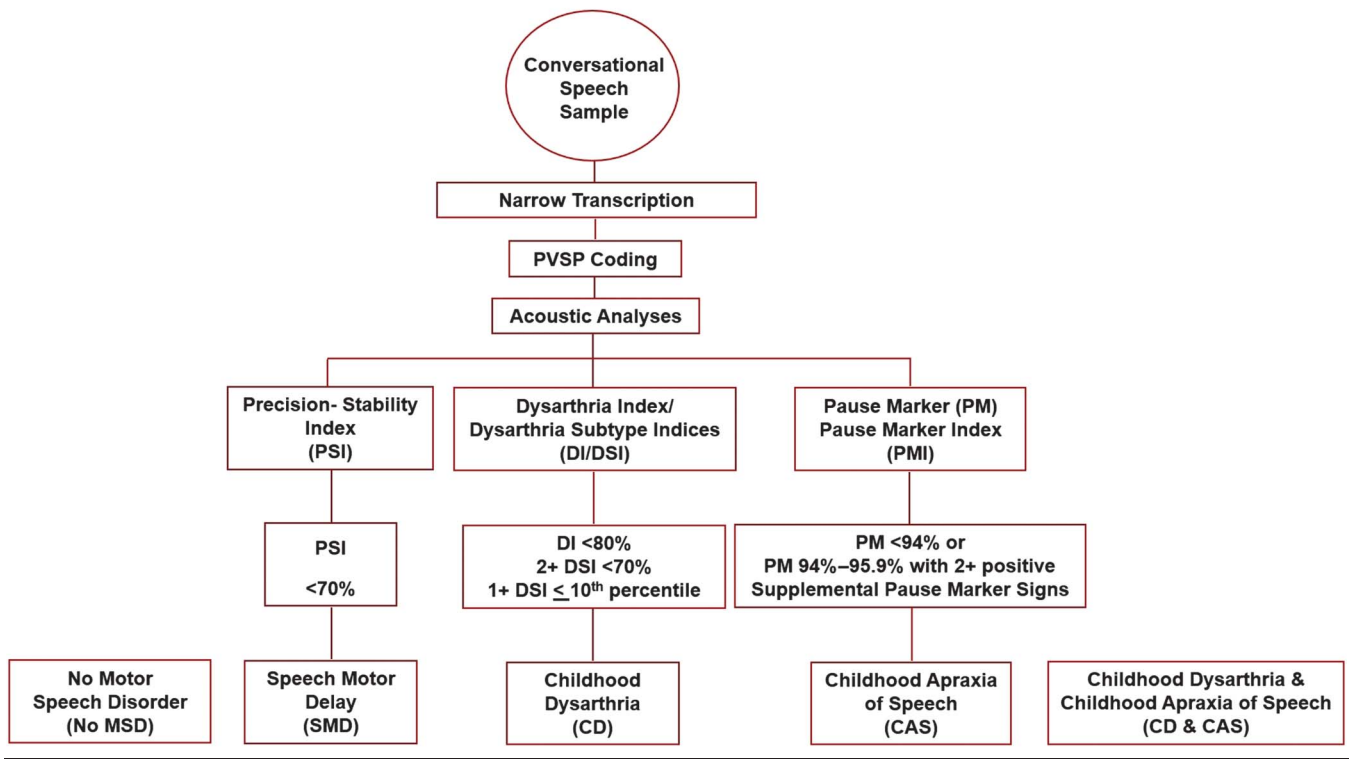 Conversational
Speech
Sample
Narrow Transcription
PVSP Coding
Acoustic Analyses
Precision- Stability
Index
(PSI)
Dysarthria Index/
Dysarthria Subtype Indices
(DI/DSI)
Pause Marker (PM)
Pause Marker Index
(PMI)
PSI
<70%
DI <80%
2+ DSI <70%
1+ DSI ≤ 10th percentile
PM <94% or
PM 94%–95.9% with 2+ positive
Supplemental Pause Marker Signs
No Motor
Speech Disorder
(No MSD)
Speech Motor
Delay
(SMD)
Childhood
Dysarthria
(CD)
Childhood Apraxia
of Speech
(CAS)
Childhood Dysarthria &
Childhood Apraxia of Speech
(CD & CAS)